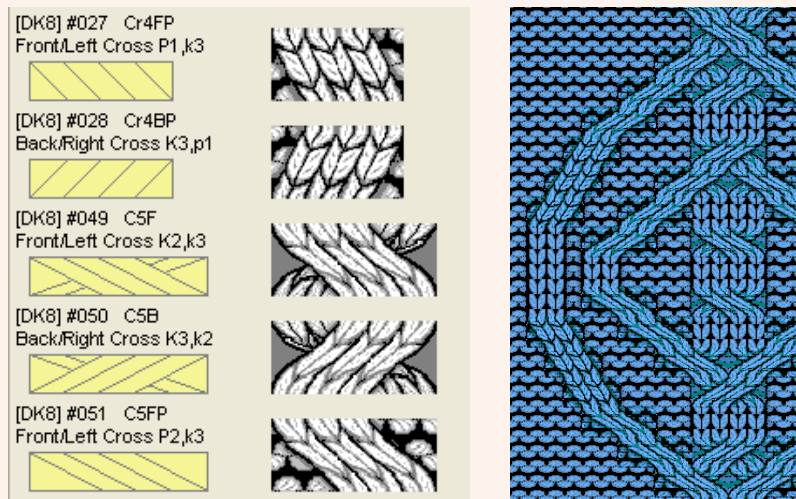 [DK8] #027 Cr4FP
Front/Left Cross P1,k3
[DK8] #028 Cr4BP
Back/Right Cross K3,p1
[DK8] #049 C5F
Front/Left Cross K2,k3
[DK8] #050 C5B
Back/Right Cross K3,k2
[DK8] #051 C5FP
Front/Left Cross P2,k3